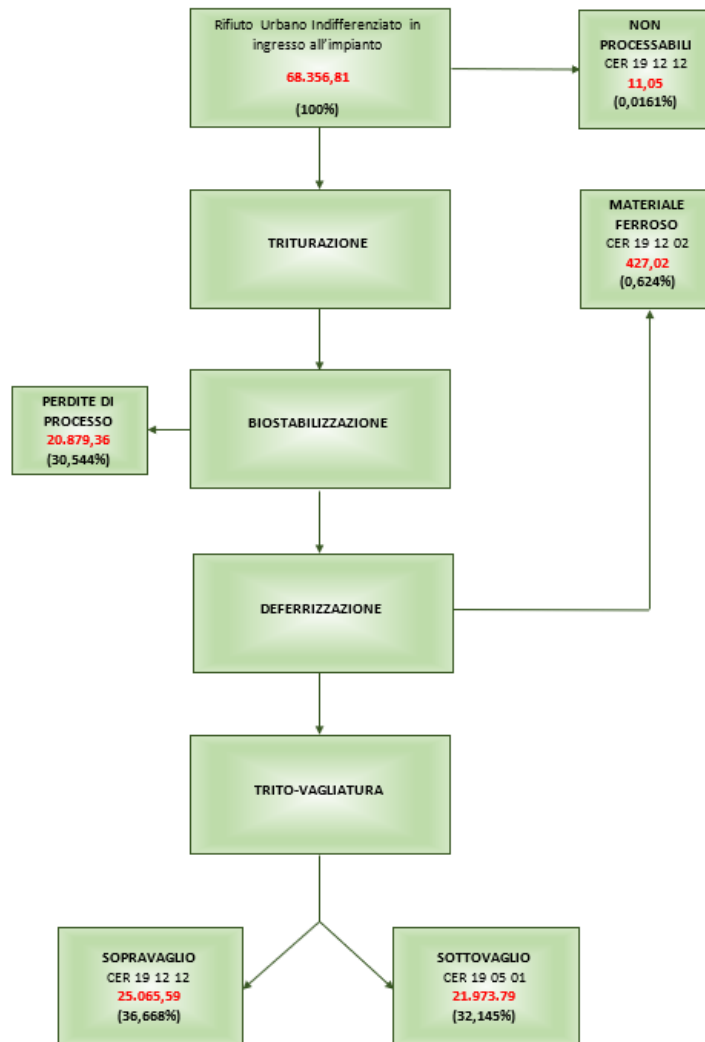 Rifiuto Urbano Indifferenziato in
ingresso all'impianto
68.356,81
(100%)
NON
PROCESSABILI
CER 19 12 12
11,05
(0,0161%)
TRITURAZIONE
MATERIALE
FERROSO
CER 19 12 02
427,02
(0,624%)
PERDITE DI
PROCESSO
20.879,36
(30,544%)
BIOSTABILIZZAZIONE
DEFERRIZZAZIONE
TRITO-VAGLIATURA
SOPRAVAGLIO
CER 19 12 12
25.065,59
(36,668%)
SOTTOVAGLIO
CER 19 05 01
21.973.79
(32,145%)